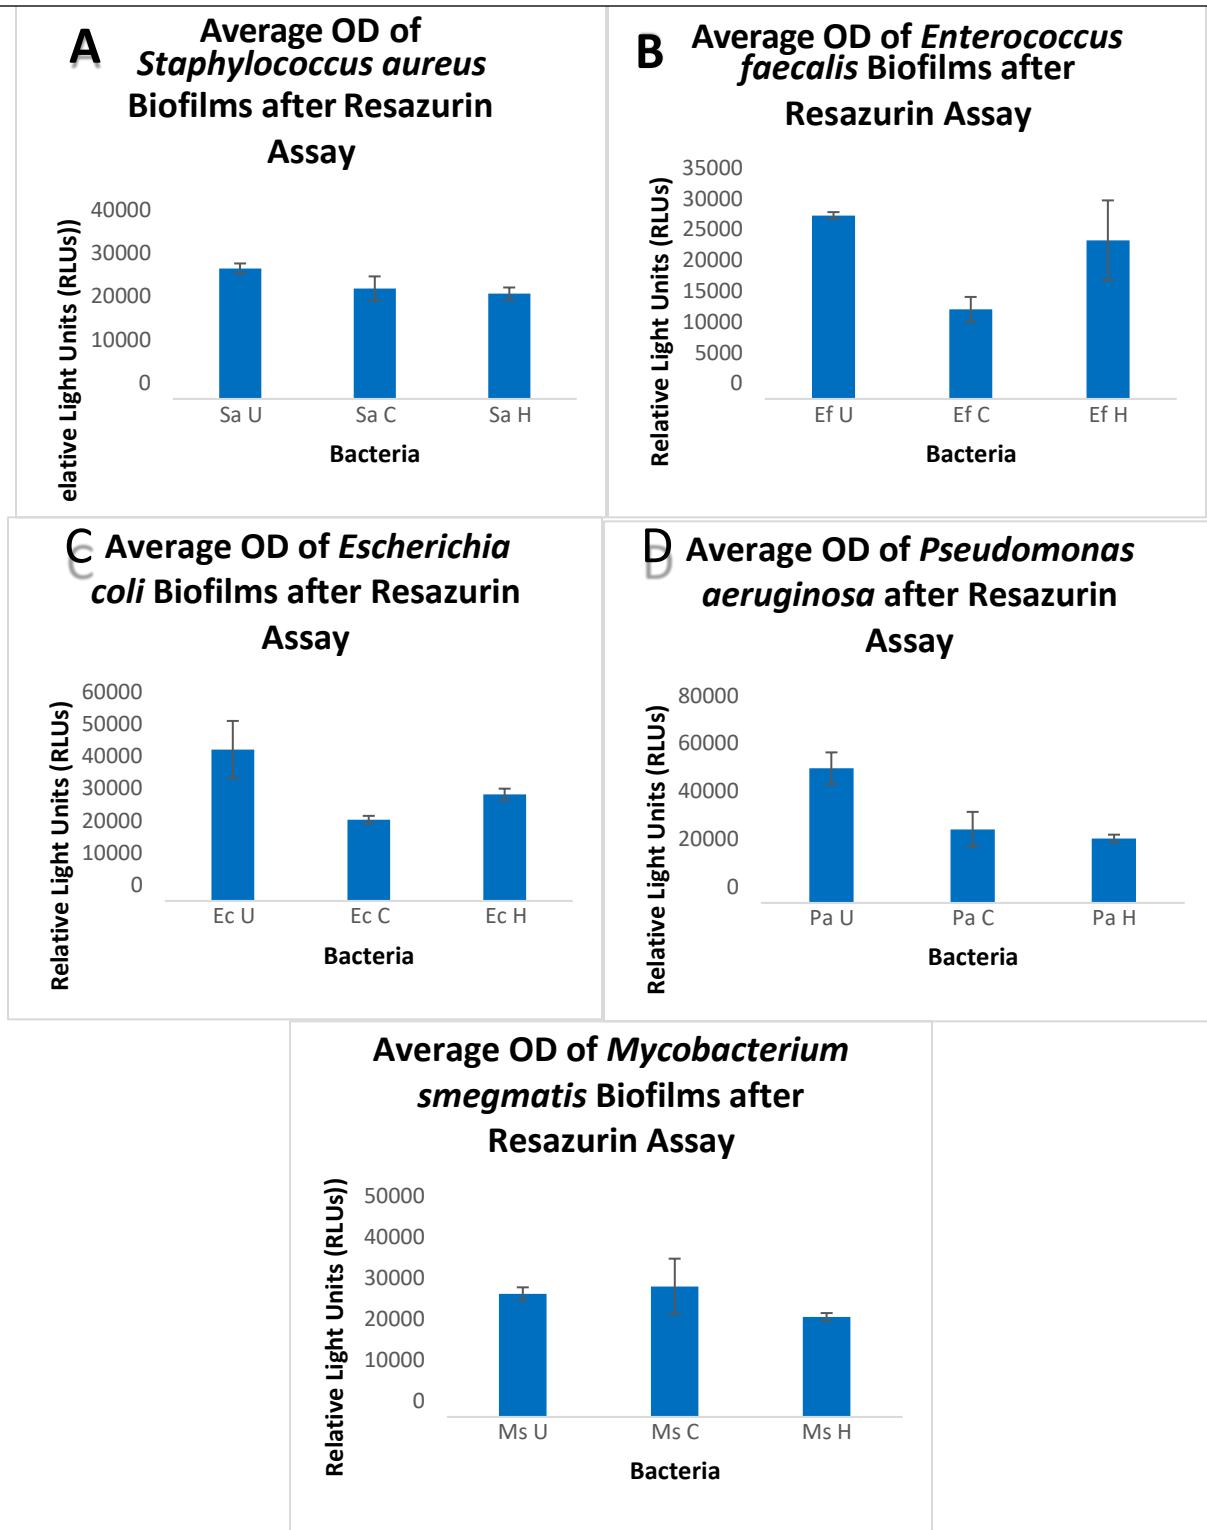 A
Average OD of
Staphylococcus aureus
Biofilms after Resazurin
Assay
elative Light Units (RLUs))
40000
30000
20000
10000
0
Sa U
Sa C
Sa H
Bacteria
B
Average OD of Enterococcus
faecalis Biofilms after
Resazurin Assay
Relative Light Units (RLUs)
35000
30000
25000
20000
15000
10000
5000
0
Ef U
Ef C
Ef H
Bacteria
C
Average OD of Escherichia
coli Biofilms after Resazurin
Assay
Relative Light Units (RLUs)
60000
50000
40000
30000
20000
10000
0
Ec U
Ec C
Ec H
Bacteria
D
Average OD of Pseudomonas
aeruginosa after Resazurin
Assay
Relative Light Units (RLUs)
80000
60000
40000
20000
0
Pa U
Pa C
Pa H
Bacteria
Average OD of Mycobacterium
smegmatis Biofilms after
Resazurin Assay
Relative Light Units (RLUs))
50000
40000
30000
20000
10000
0
Ms U
Ms C
Ms H
Bacteria